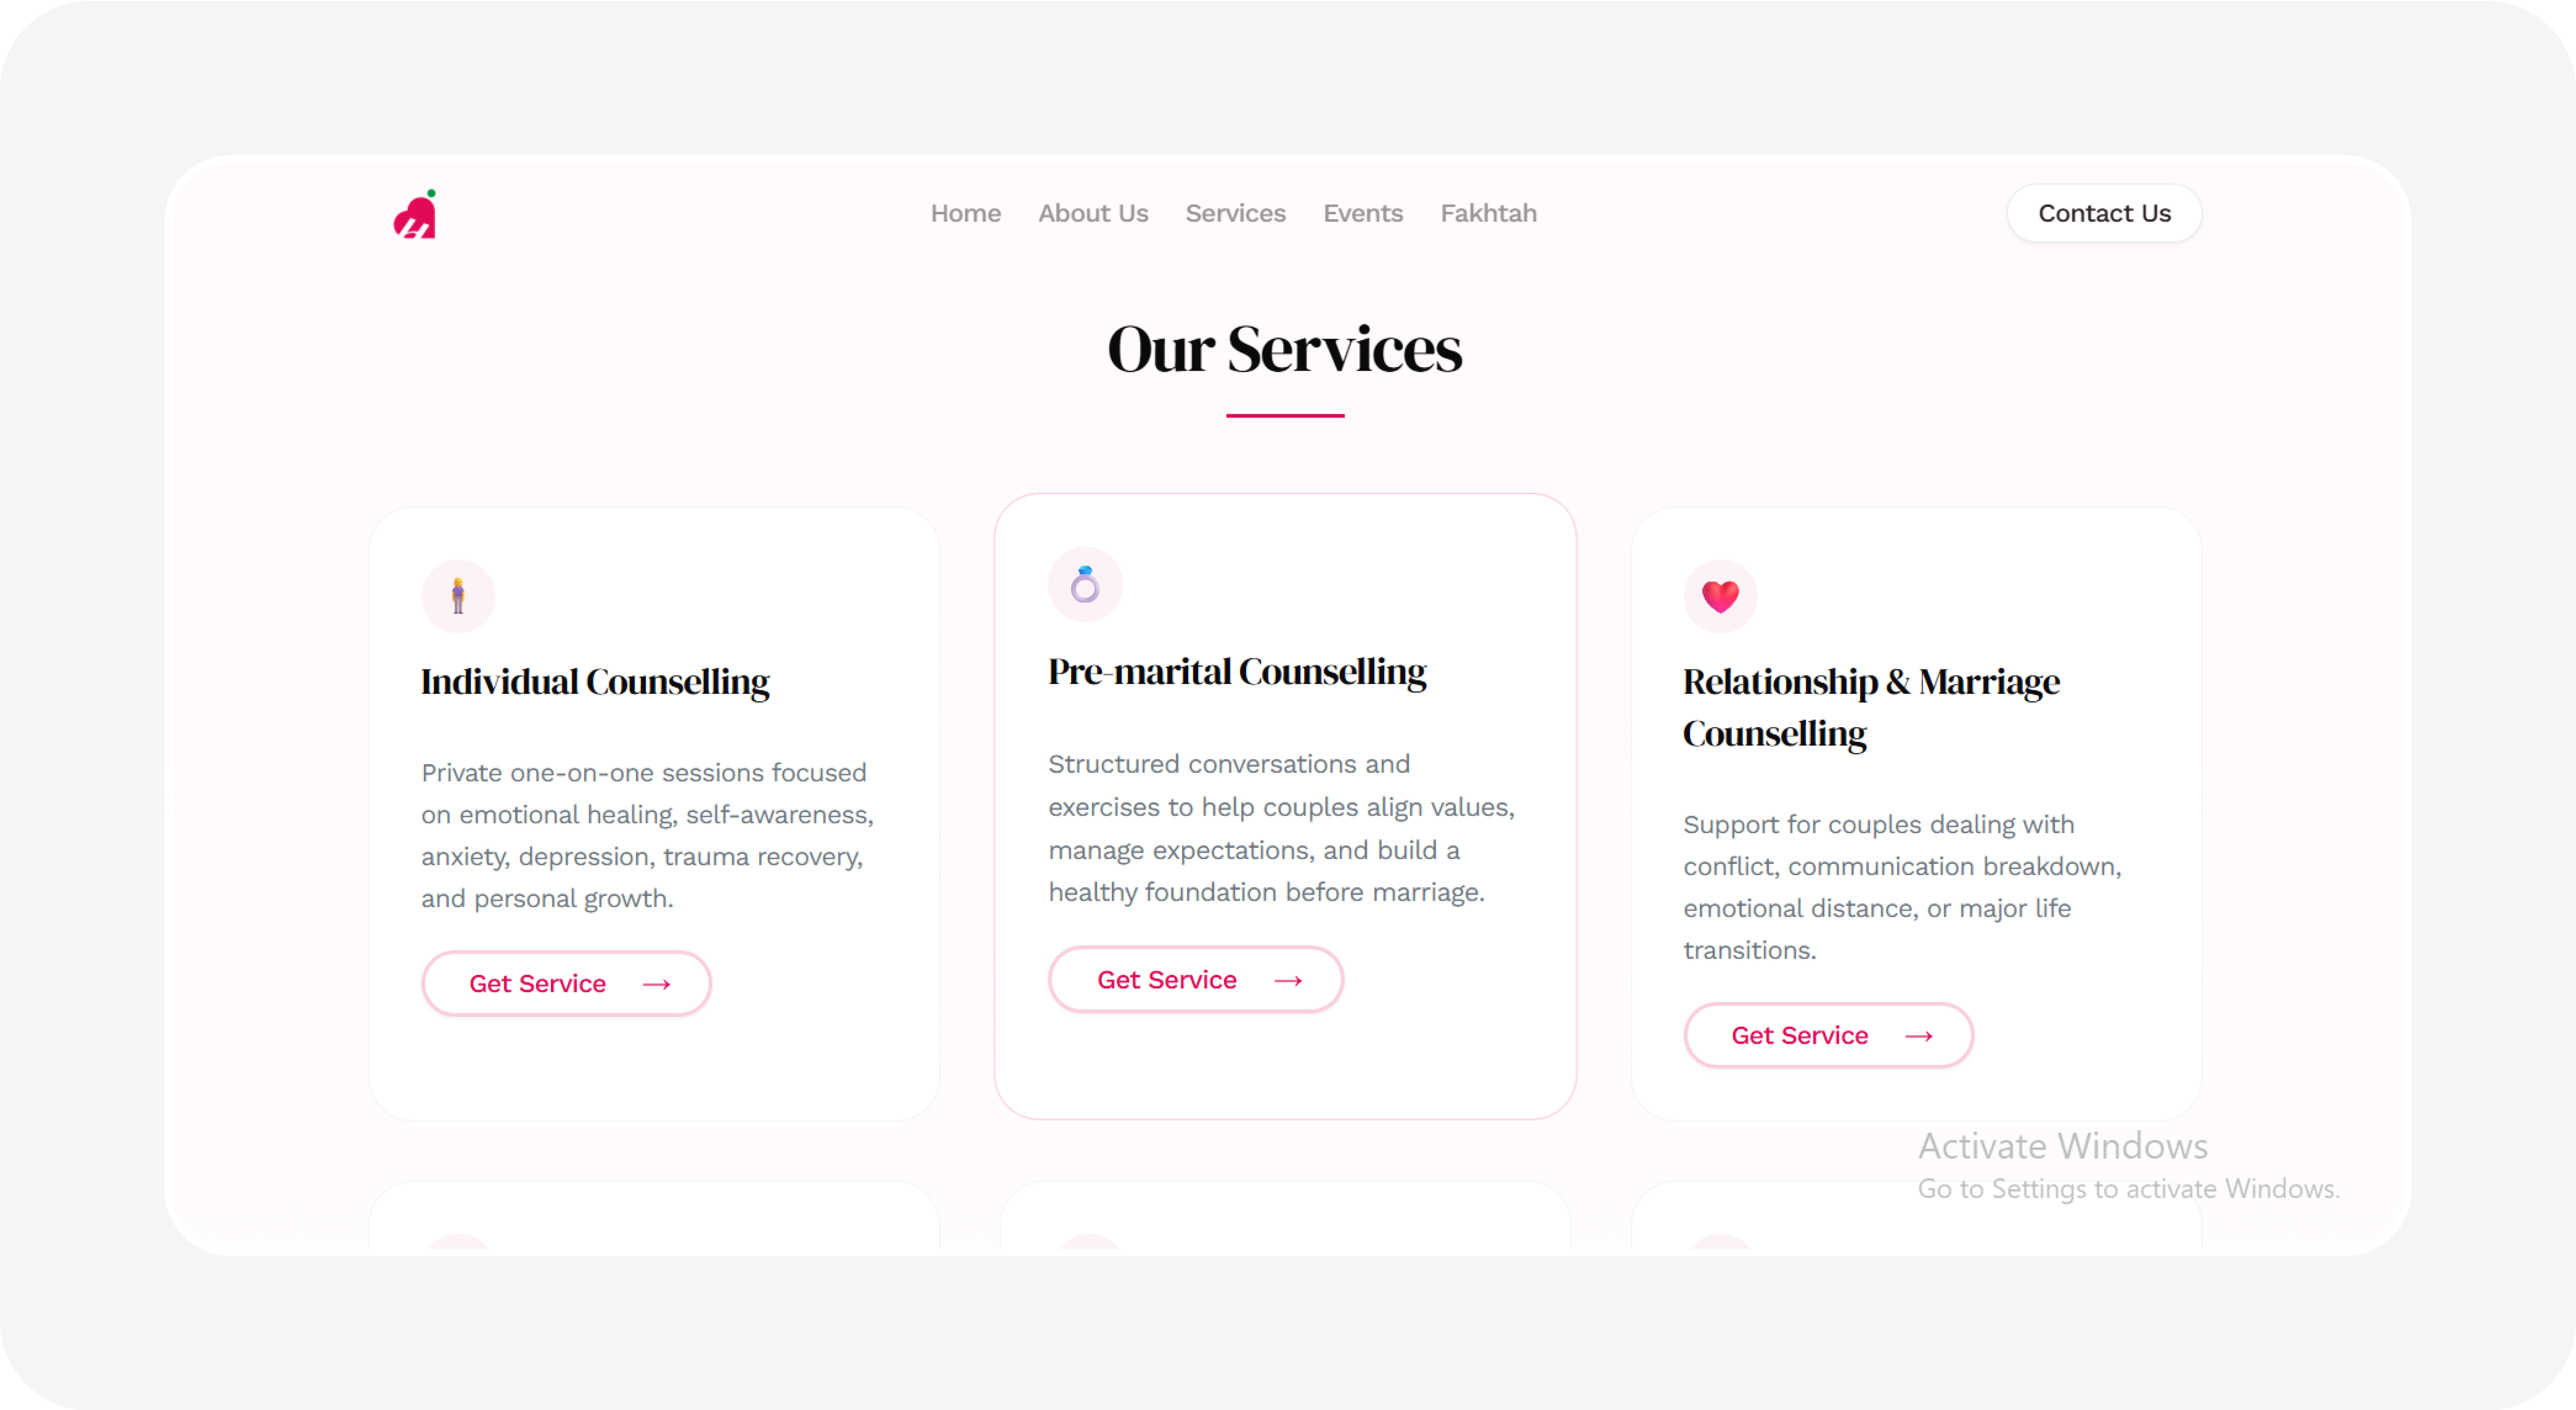 Home About Us Services Events Fakhtah
Contact Us
Our Services
Individual Counselling
Private one-on-one sessions focused
on emotional healing, self-awareness,
anxiety, depression, trauma recovery,
and personal growth.
Get Service →
Pre-marital Counselling
Structured conversations and
exercises to help couples align values,
manage expectations, and build a
healthy foundation before marriage.
Get Service →
Relationship & Marriage
Counselling
Support for couples dealing with
conflict, communication breakdown,
emotional distance, or major life
transitions.
Get Service →
Activate Windows
Go to Settings to activate Windows.